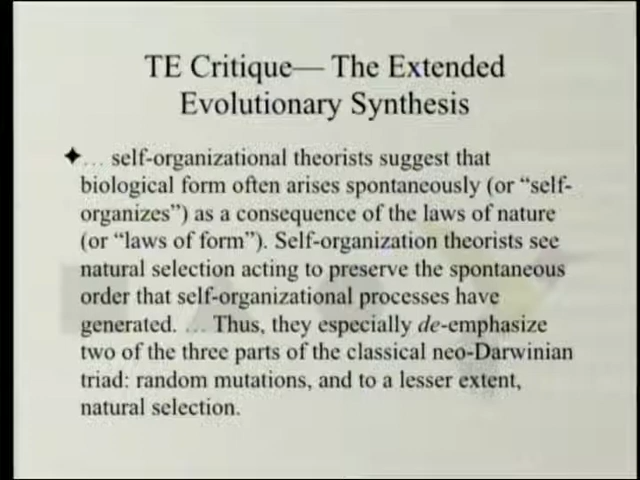 TE Critique— The Extended
Evolutionary Synthesis
✦… self-organizational theorists suggest that
biological form often arises spontaneously (or “self-
organizes”) as a consequence of the laws of nature
(or “laws of form”). Self-organization theorists see
natural selection acting to preserve the spontaneous
order that self-organizational processes have
generated. … Thus, they especially de-emphasize
two of the three parts of the classical neo-Darwinian
triad: random mutations, and to a lesser extent,
natural selection.